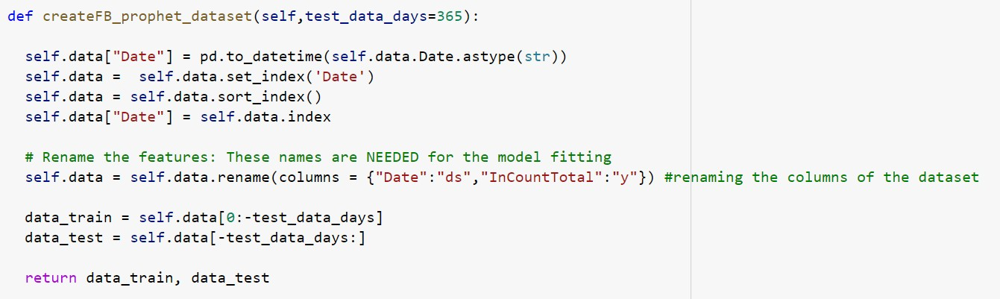 def createFB_prophet_dataset(self,test_data_days=365):
self.data["Date"] = pd.to_datetime(self.data.Date.astype(str))
self.data =  self.data.set_index('Date')
self.data = self.data.sort_index()
self.data["Date"] = self.data.index
# Rename the features: These names are NEEDED for the model fitting
self.data = self.data.rename(columns = {"Date":"ds","InCountTotal":"y"}) #renaming the columns of the dataset
data_train = self.data[0:-test_data_days]
data_test = self.data[-test_data_days:]
return data_train, data_test